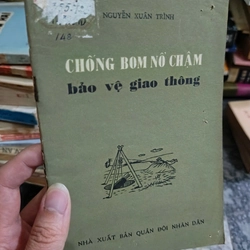 NGUYỄN XUÂN TRÌNH
CHỐNG BOM NỔ CHẬM
bảo vệ giao thông
NHÀ XUẤT BẢN QUÂN ĐỘI NHÂN DÂN